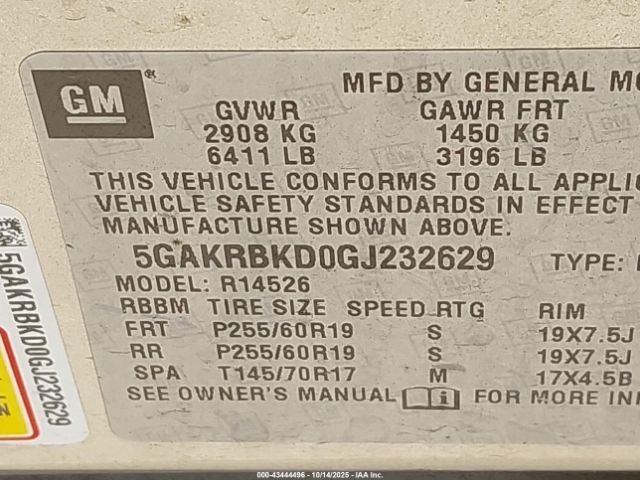 GM®
MFD BY GENERAL MO
GVWR GAWR FRT
2908 KG 1450 KG
6411 LB 3196 LB
THIS VEHICLE CONFORMS TO ALL APPLIC
VEHICLE SAFETY STANDARDS IN EFFECT
MANUFACTURE SHOWN ABOVE.
5GAKRBKD0GJ232629 TYPE:
MODEL: R14526
RBBM TIRE SIZE SPEED RTG RIM
FRT P255/60R19 S 19X7.5J
RR P255/60R19 S 19X7.5J
SPA T145/70R17 M 17X4.5B
SEE OWNER'S MANUAL i FOR MORE IN
5GAKRBKD0GJ232629
000-43444496 - 10/14/2025 - IAA Inc.